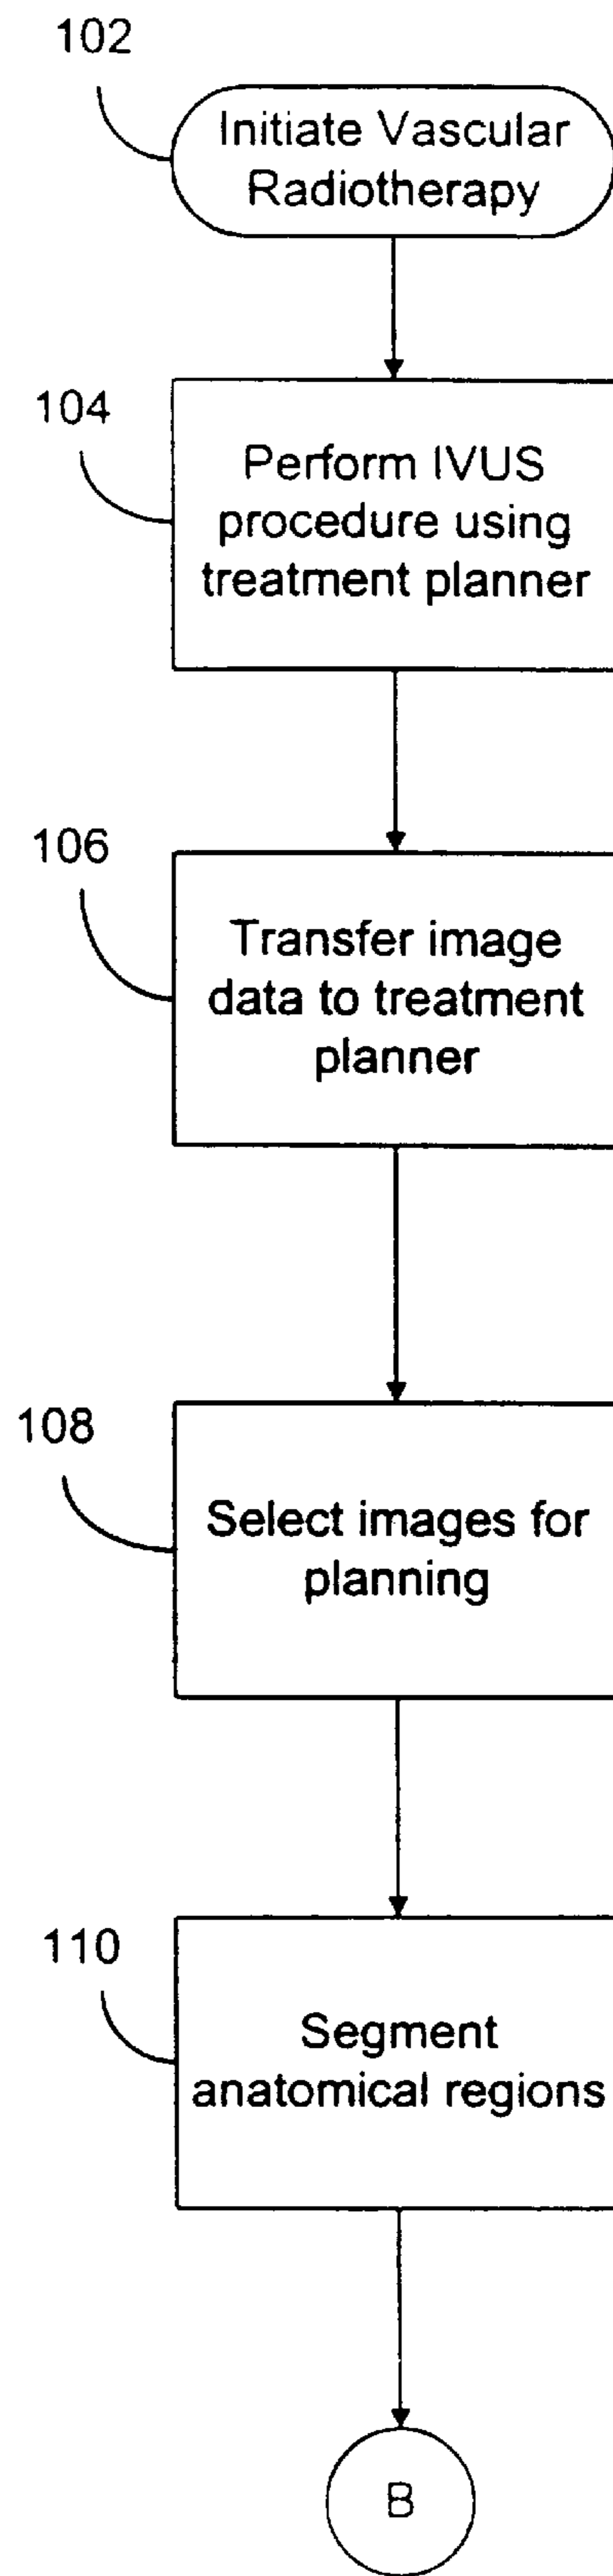 102
Initiate Vascular
Radiotherapy
104
Perform IVUS
procedure using
treatment planner
106
Transfer image
data to treatment
planner
108
Select images for
planning
110
Segment
anatomical regions
B